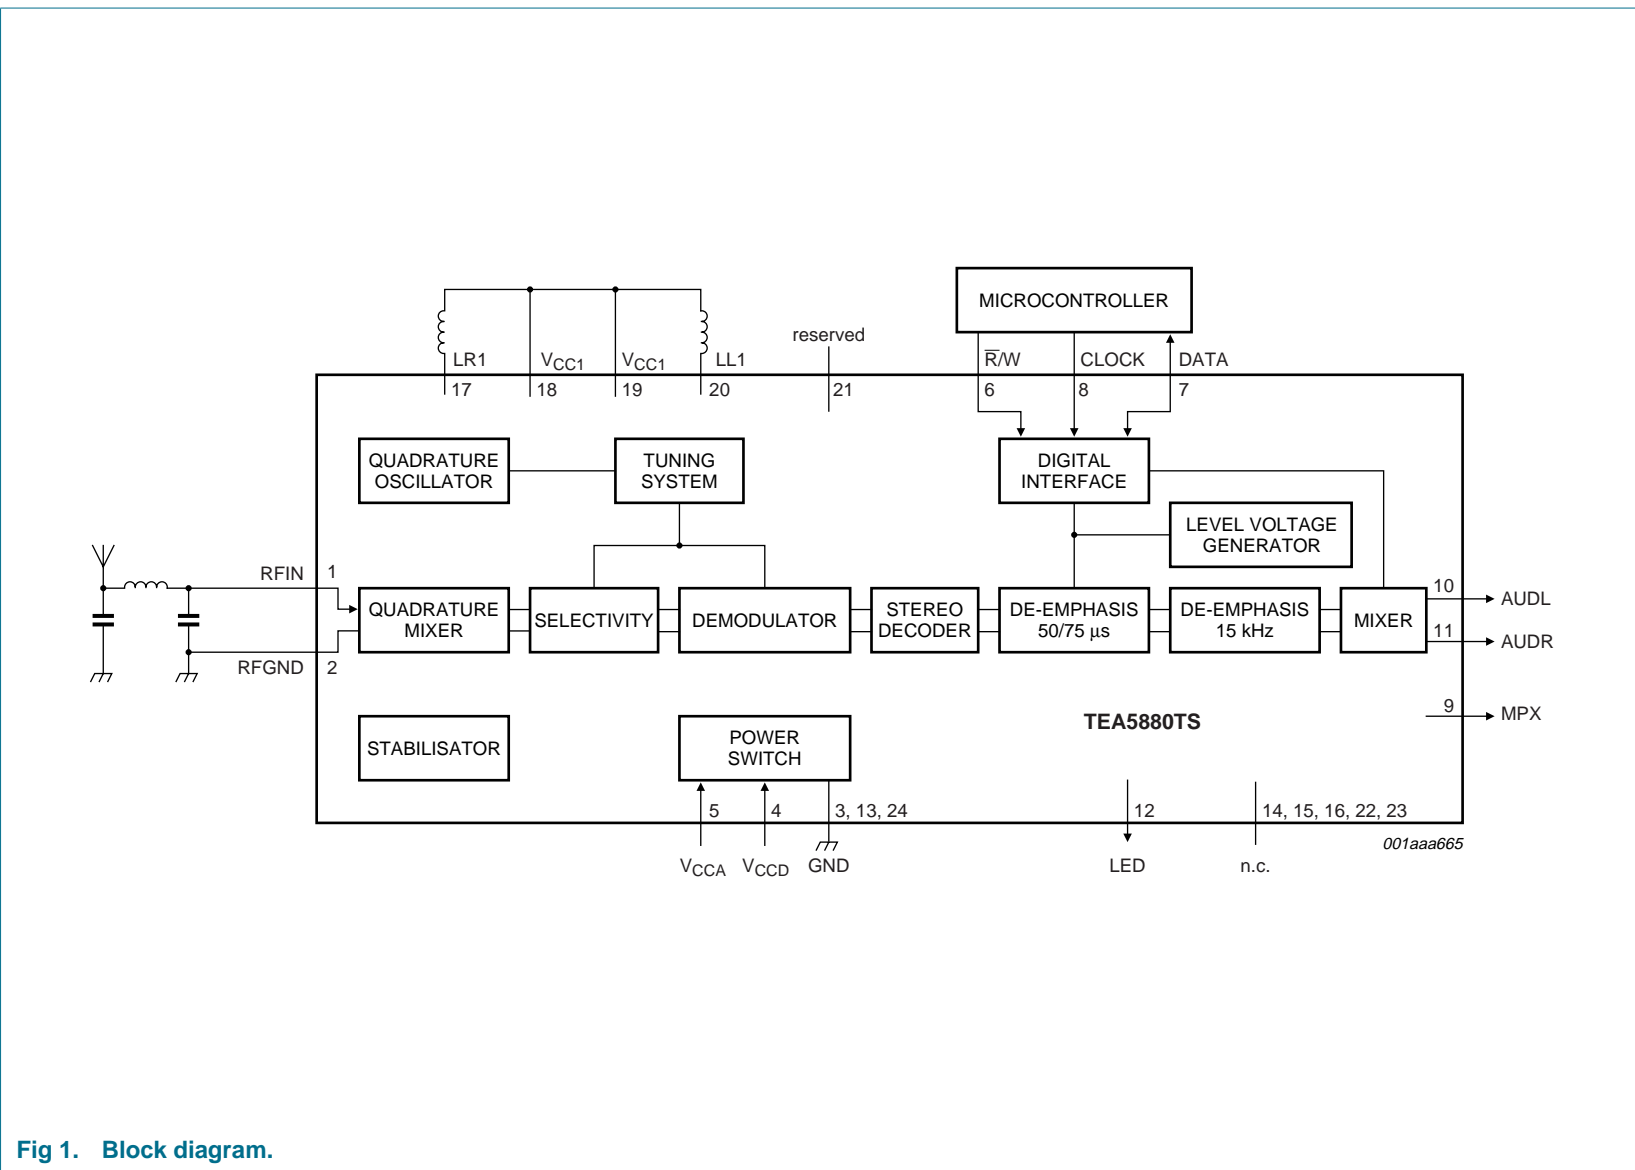 MICROCONTROLLER
reserved
LR1
VCC1
VCC1
LL1
R̅/W
CLOCK
DATA
17
18
19
20
21
6
8
7
QUADRATURE
OSCILLATOR
TUNING
SYSTEM
DIGITAL
INTERFACE
LEVEL VOLTAGE
GENERATOR
RFIN
1
QUADRATURE
MIXER
SELECTIVITY
DEMODULATOR
STEREO
DECODER
DE-EMPHASIS
50/75 µs
DE-EMPHASIS
15 kHz
MIXER
10
AUDL
11
AUDR
RFGND
2
9
MPX
TEA5880TS
STABILISATOR
POWER
SWITCH
5
4
3, 13, 24
12
14, 15, 16, 22, 23
001aaa665
VCCA
VCCD
GND
LED
n.c.
Fig 1. Block diagram.